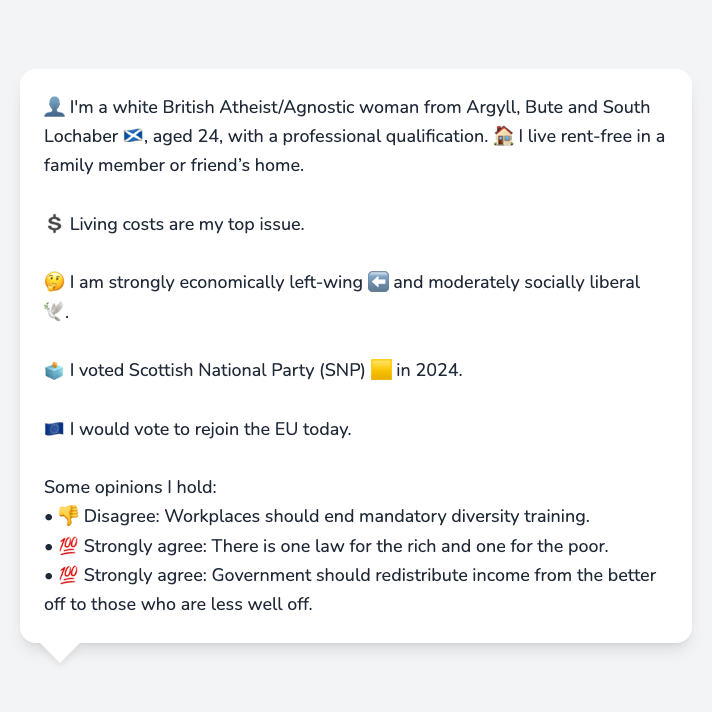 👤 I'm a white British Atheist/Agnostic woman from Argyll, Bute and South
Lochaber 🏴󠁧󠁢󠁳󠁣󠁴󠁿, aged 24, with a professional qualification. 🏠 I live rent-free in a
family member or friend’s home.
💲 Living costs are my top issue.
🤔 I am strongly economically left-wing ⬅️ and moderately socially liberal
🕊️.
🗳️ I voted Scottish National Party (SNP) 🟨 in 2024.
🇪🇺 I would vote to rejoin the EU today.
Some opinions I hold:
• 👎 Disagree: Workplaces should end mandatory diversity training.
• 💯 Strongly agree: There is one law for the rich and one for the poor.
• 💯 Strongly agree: Government should redistribute income from the better
off to those who are less well off.